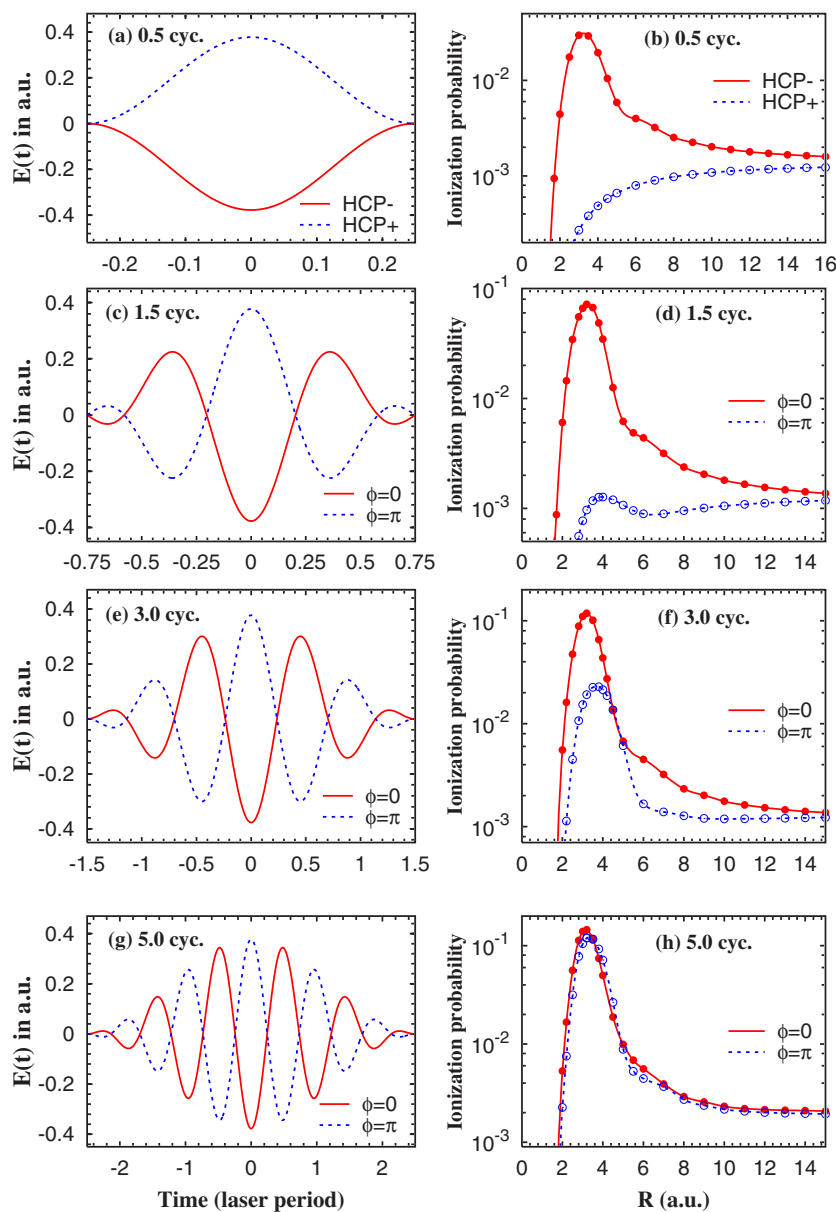 (a) 0.5 cyc.
E(t) in a.u.
0.4
0.2
0
-0.2
-0.4
HCP-
HCP+
-0.2 -0.1 0 0.1 0.2
(b) 0.5 cyc.
Ionization probability
10-2
10-3
HCP-
HCP+
0 2 4 6 8 10 12 14 16
(c) 1.5 cyc.
E(t) in a.u.
0.4
0.2
0
-0.2
-0.4
ϕ=0
ϕ=π
-0.75 -0.5 -0.25 0 0.25 0.5 0.75
(d) 1.5 cyc.
Ionization probability
10-1
10-2
10-3
ϕ=0
ϕ=π
0 2 4 6 8 10 12 14
(e) 3.0 cyc.
E(t) in a.u.
0.4
0.2
0
-0.2
-0.4
ϕ=0
ϕ=π
-1.5 -1 -0.5 0 0.5 1 1.5
(f) 3.0 cyc.
Ionization probability
10-1
10-2
10-3
ϕ=0
ϕ=π
0 2 4 6 8 10 12 14
(g) 5.0 cyc.
E(t) in a.u.
0.4
0.2
0
-0.2
-0.4
ϕ=0
ϕ=π
-2 -1 0 1 2
Time (laser period)
(h) 5.0 cyc.
Ionization probability
10-1
10-2
10-3
ϕ=0
ϕ=π
0 2 4 6 8 10 12 14
R (a.u.)